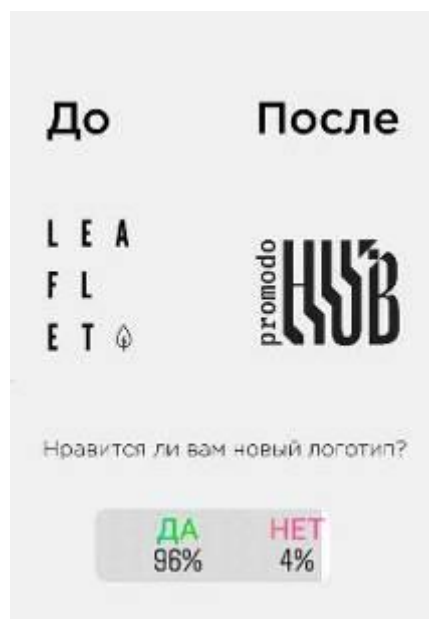 До После
L E A
F L
E T
promodo HUB
Нравится ли вам новый логотип?
ДА НЕТ
96% 4%